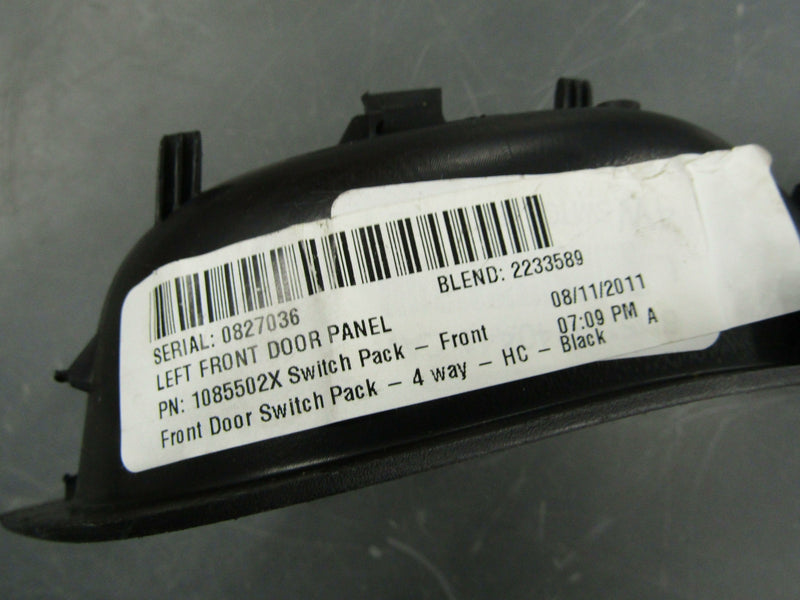 SERIAL: 0827036 BLEND: 2233589
LEFT FRONT DOOR PANEL 08/11/2011
PN: 1085502X Switch Pack - Front 07:09 PM A
Front Door Switch Pack - 4 way - HC - Black